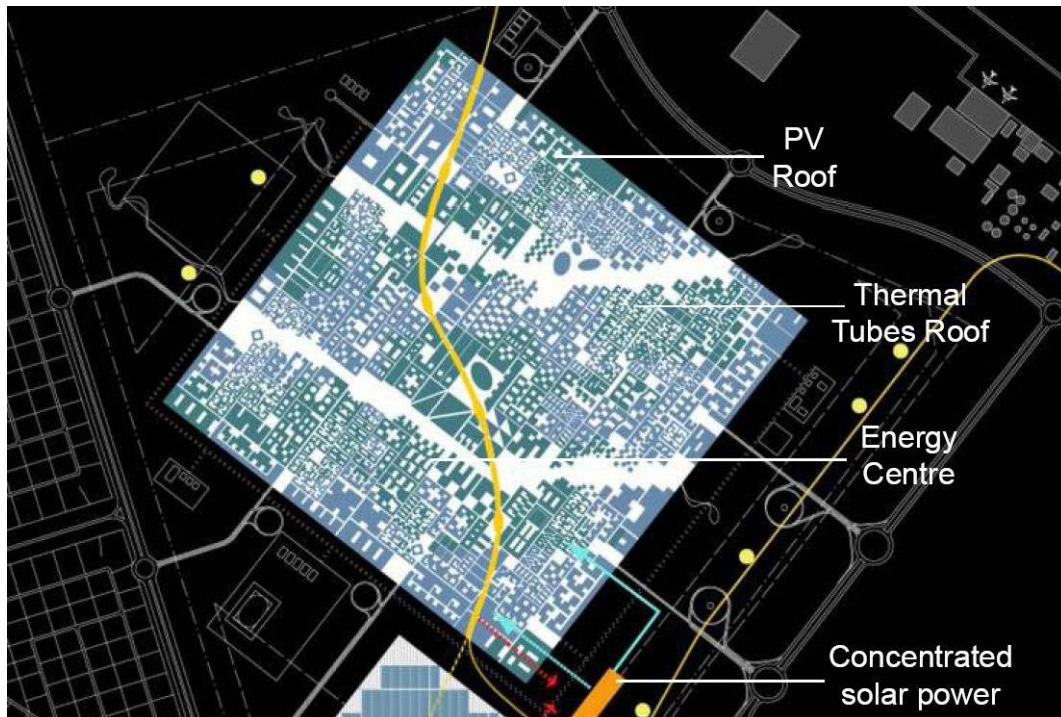 PV
Roof
Thermal
Tubes Roof
Energy
Centre
Concentrated
solar power